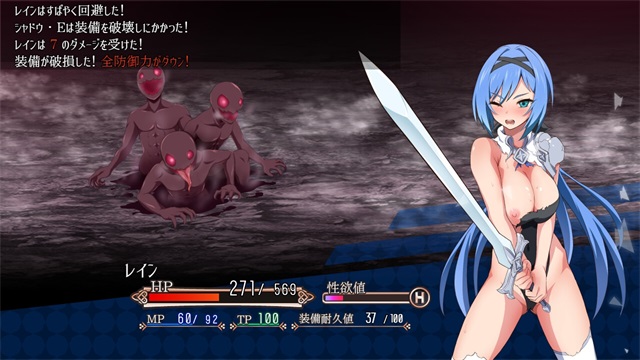 レインはすばやく回避した!
シャドウ・Eは装備を破壊しにかかった!
レインは 7 のダメージを受けた!
装備が破損した! 全防御力がダウン!
レイン
HP 271/ 569 性欲値 H
MP 60/ 92 TP 100 装備耐久値 37 /100